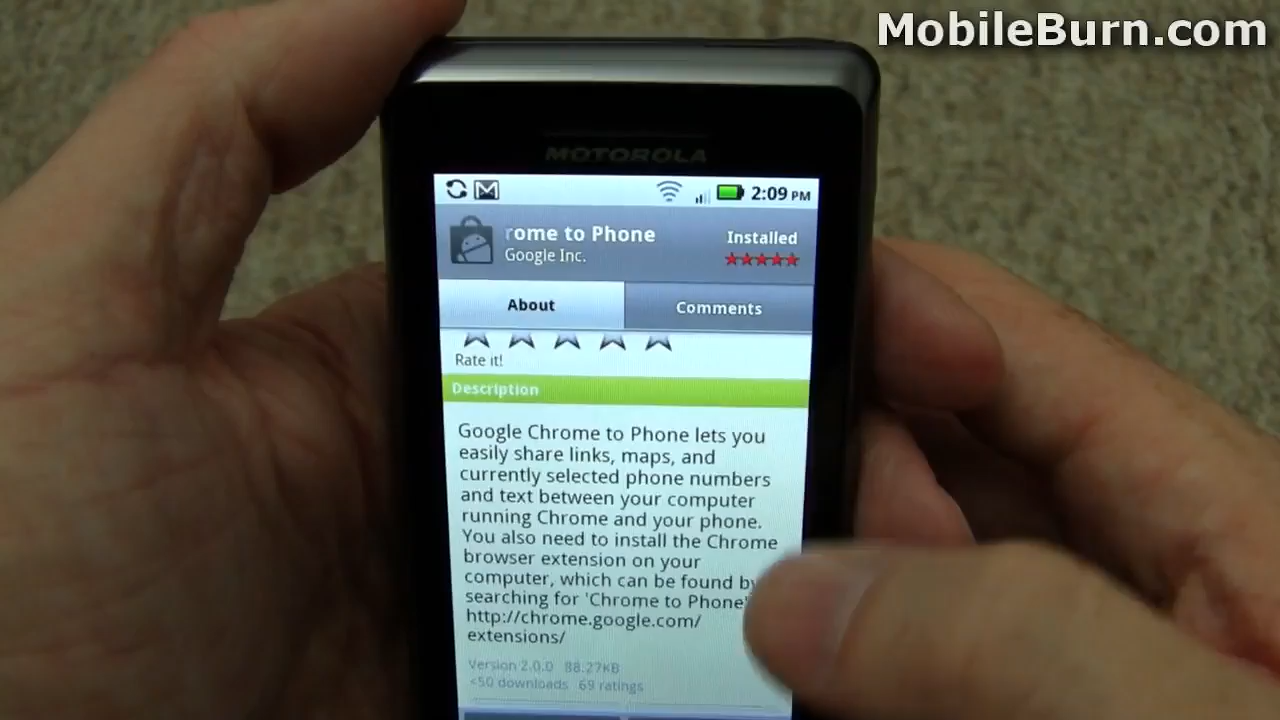 MobileBurn.com
MOTOROLA
2:09 PM
rome to Phone
Installed
Google Inc.
About
Comments
Rate it!
Description
Google Chrome to Phone lets you
easily share links, maps, and
currently selected phone numbers
and text between your computer
running Chrome and your phone.
You also need to install the Chrome
browser extension on your
computer, which can be found by
searching for 'Chrome to Phone'
http://chrome.google.com/
extensions/
Version 2.0.0 88.27KB
<50 downloads 69 ratings